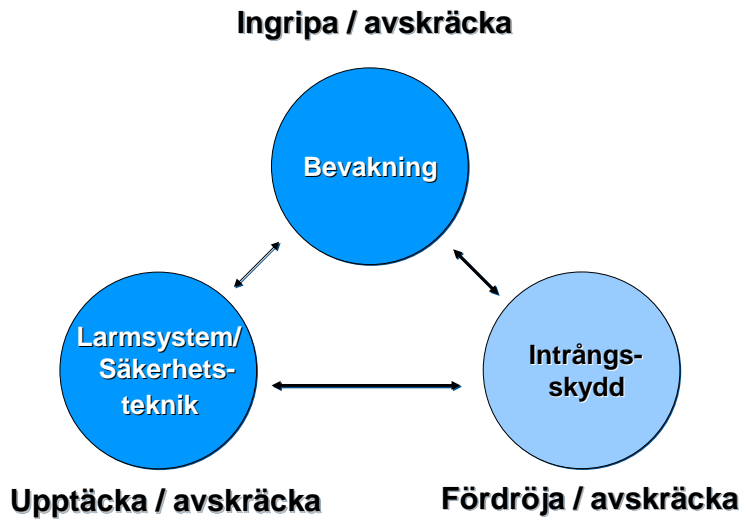 Ingripa / avskräcka
Bevakning
Larmsystem/
Säkerhets-
teknik
Intrångs-
skydd
Upptäcka / avskräcka
Fördröja / avskräcka